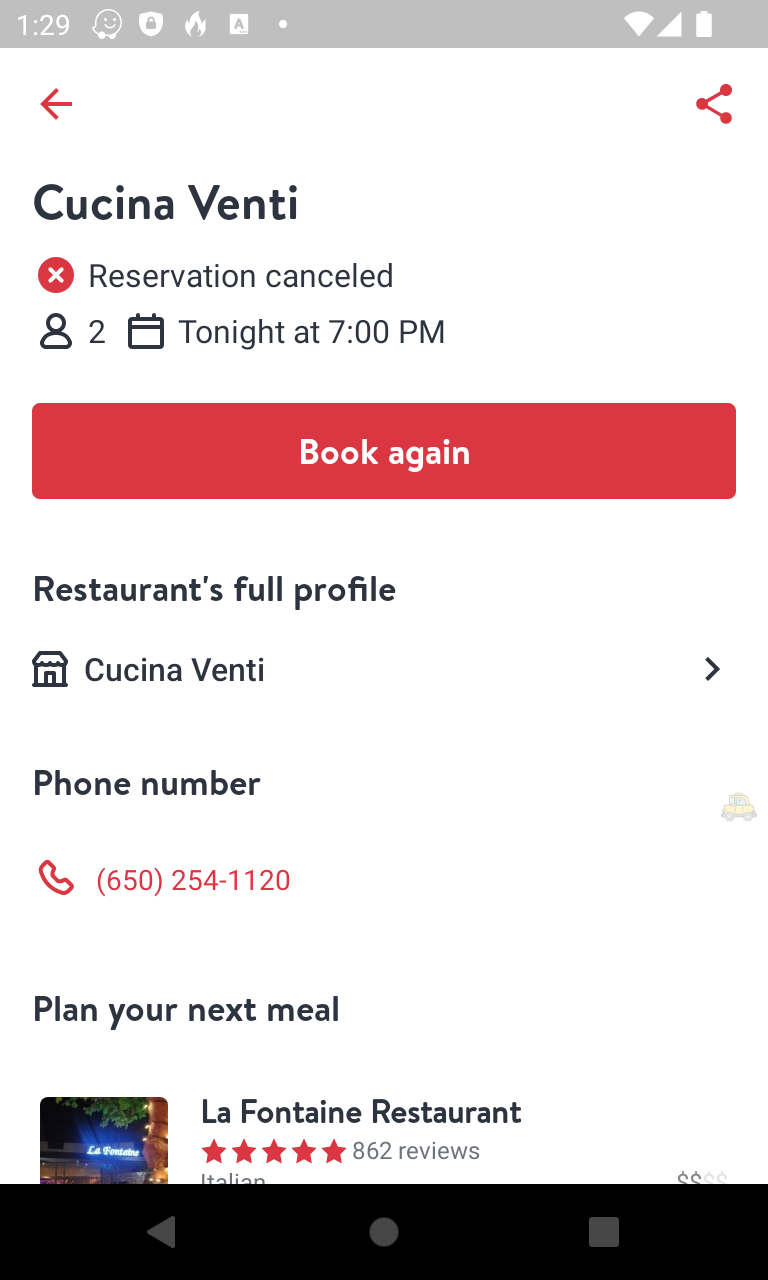 1:29
Cucina Venti
Reservation canceled
2 Tonight at 7:00 PM
Book again
Restaurant's full profile
Cucina Venti
Phone number
(650) 254-1120
Plan your next meal
La Fontaine Restaurant
La Fontaine
862 reviews
Italian $$$$